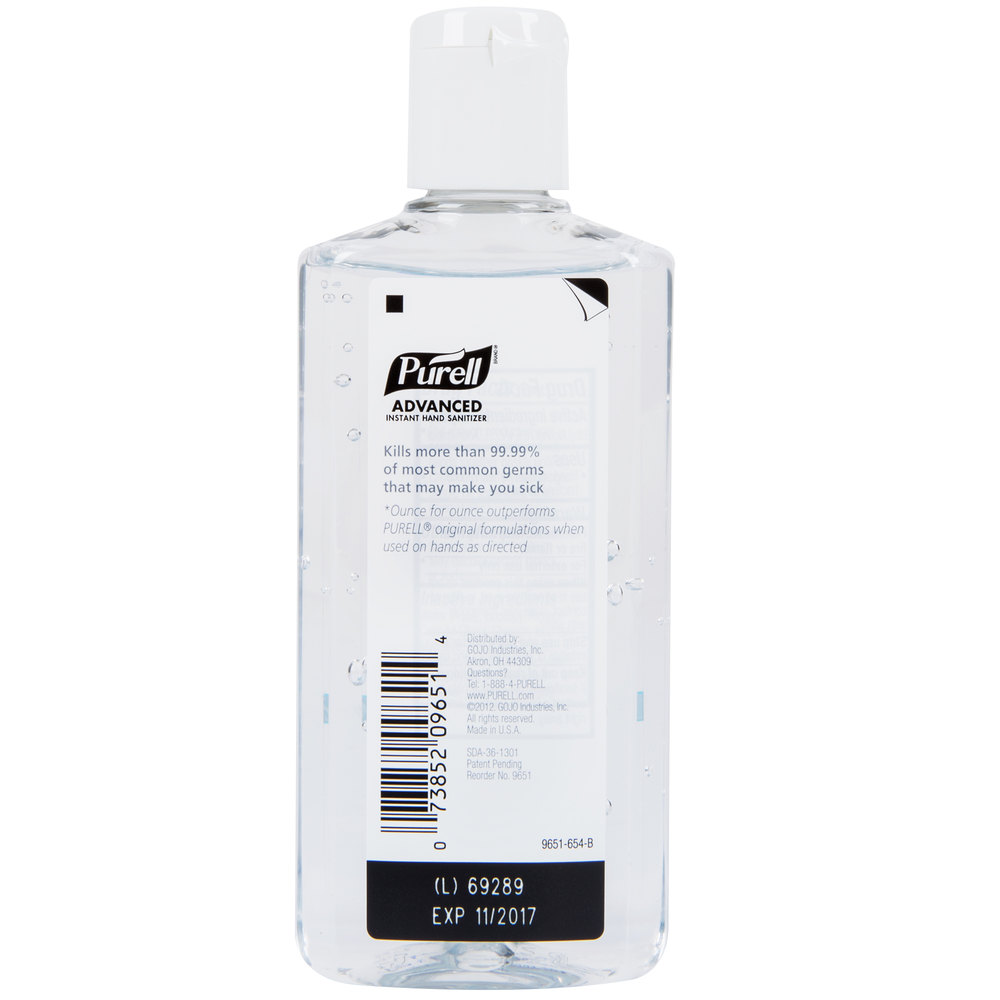 Purell
BRAND®
ADVANCED
INSTANT HAND SANITIZER
Kills more than 99.99%
of most common germs
that may make you sick
*Ounce for ounce outperforms
PURELL® original formulations when
used on hands as directed
0 73852 09651 4
Distributed by:
GOJO Industries, Inc.
Akron, OH 44309
Questions?
Tel. 1-888-4-PURELL
www.PURELL.com
©2012. GOJO Industries, Inc.
All rights reserved.
Made in U.S.A.
SDA-36-1301
Patent Pending
Reorder No. 9651
9651-654-B
(L) 69289
EXP 11/2017